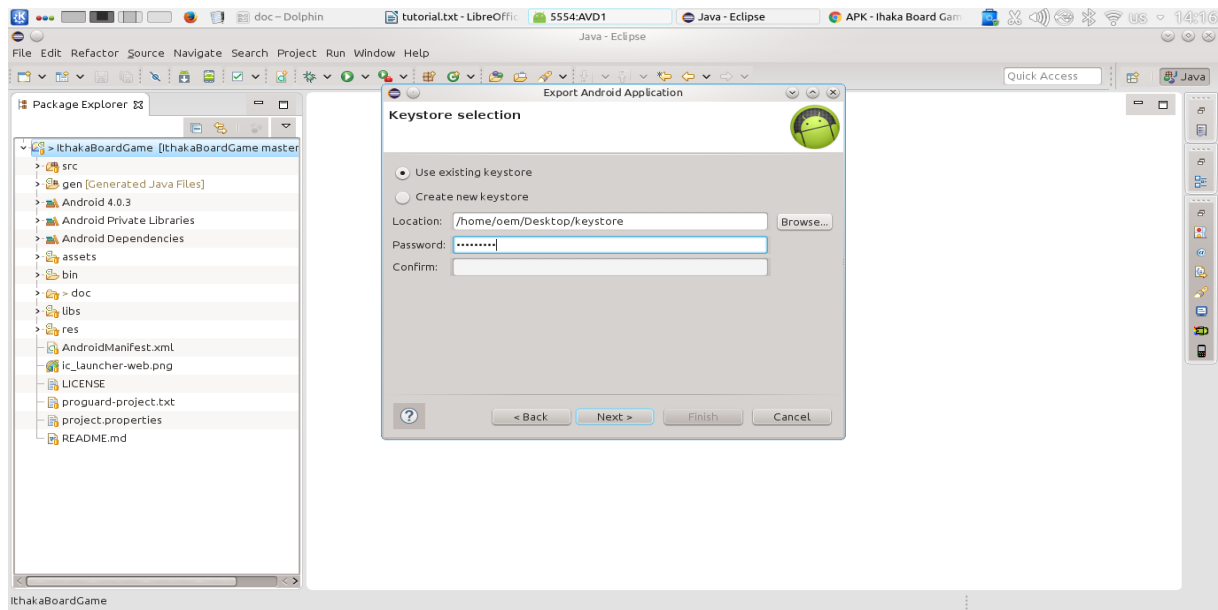 doc – Dolphin
tutorial.txt - LibreOffic
5554:AVD1
Java - Eclipse
APK - Ihaka Board Gam
us
14:16
Java - Eclipse
File Edit Refactor Source Navigate Search Project Run Window Help
Quick Access
Java
Package Explorer
> IthakaBoardGame [IthakaBoardGame master
src
gen [Generated Java Files]
Android 4.0.3
Android Private Libraries
Android Dependencies
assets
bin
> doc
libs
res
AndroidManifest.xml
ic_launcher-web.png
LICENSE
proguard-project.txt
project.properties
README.md
Export Android Application
Keystore selection
Use existing keystore
Create new keystore
Location: /home/oem/Desktop/keystore Browse...
Password: •••••••••
Confirm:
? < Back Next > Finish Cancel
IthakaBoardGame